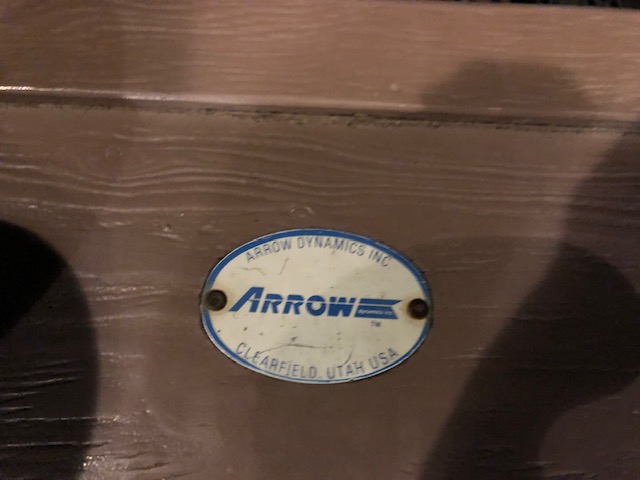 ARROW DYNAMICS INC
ARROW
TM
CLEARFIELD, UTAH USA